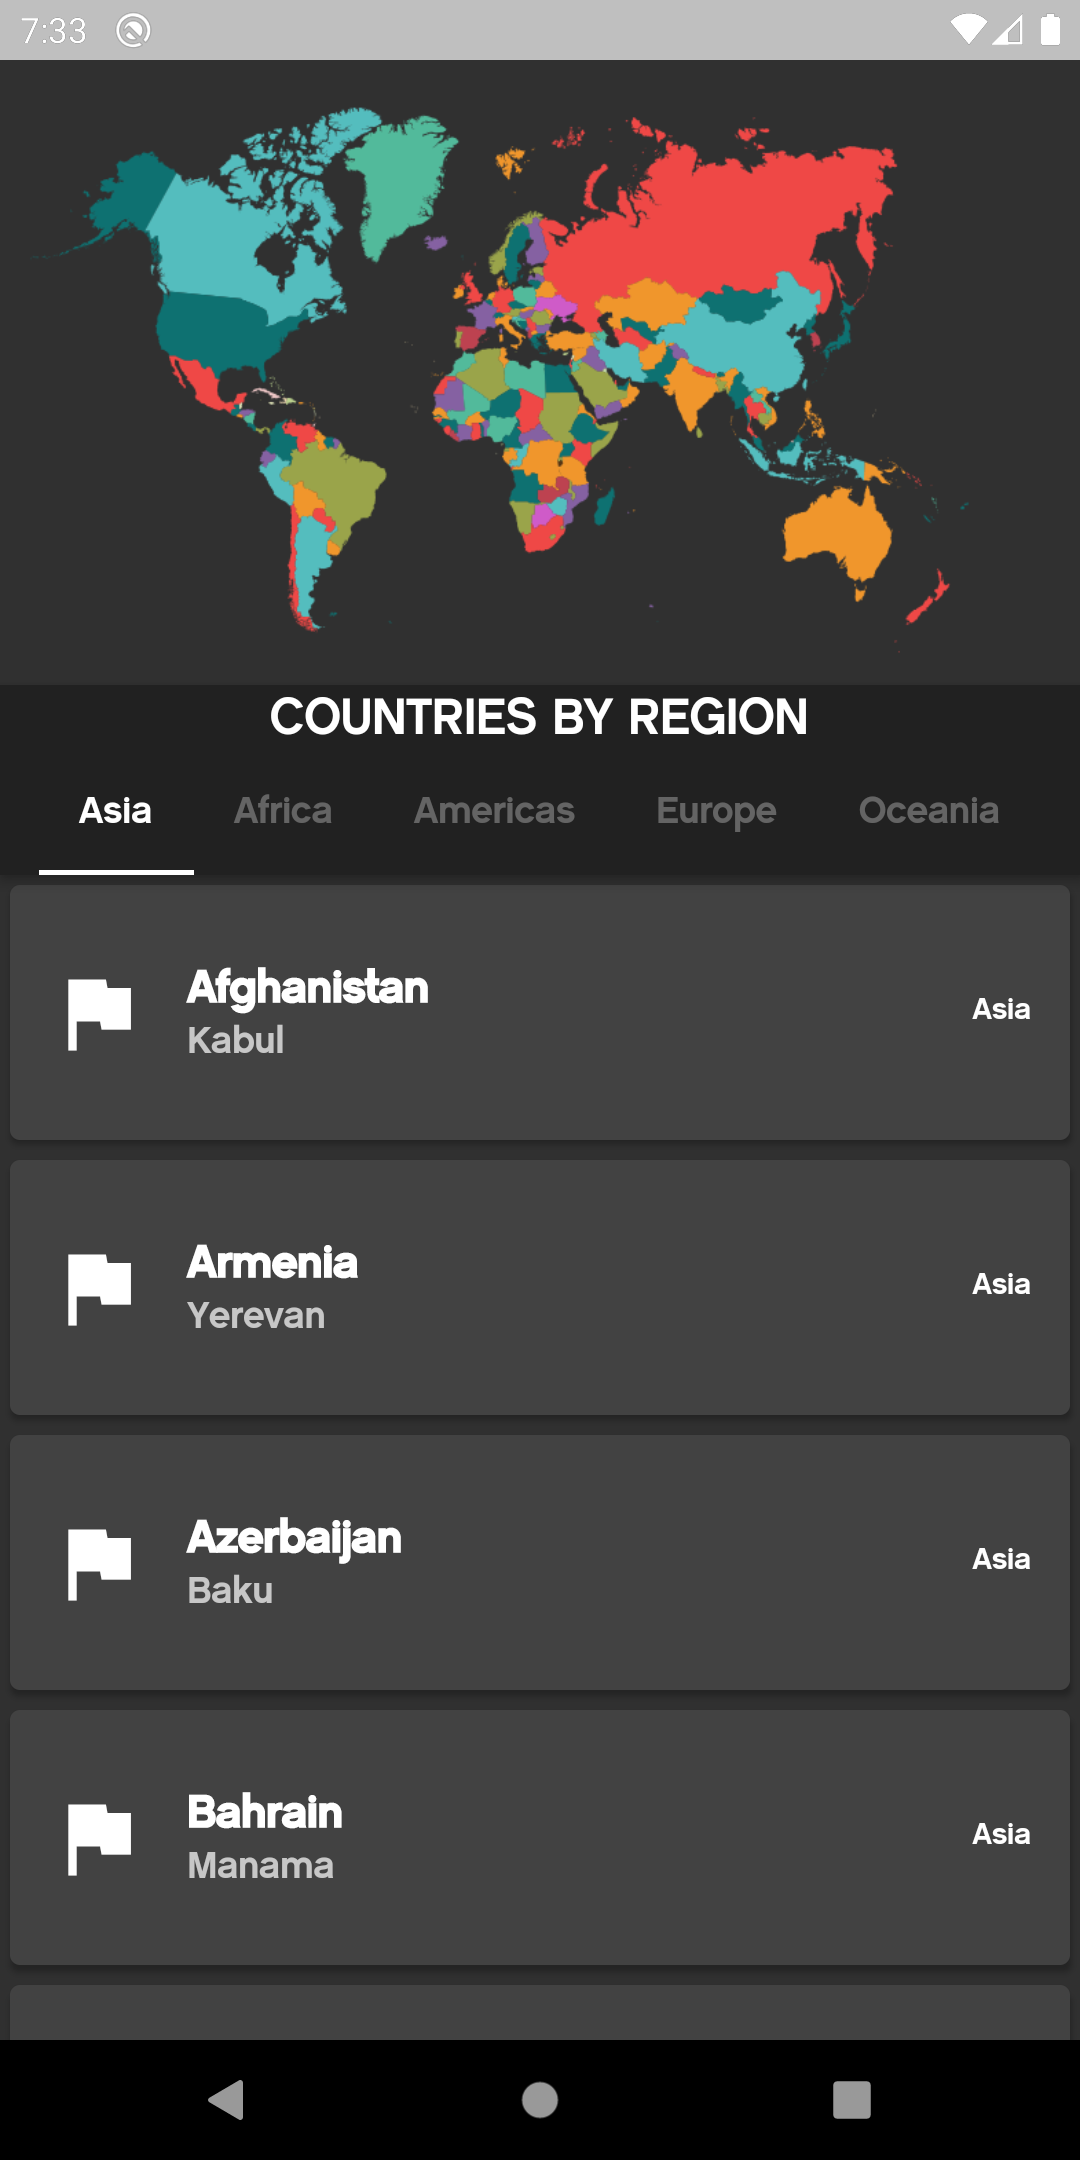 7:33
COUNTRIES BY REGION
Asia Africa Americas Europe Oceania
Afghanistan
Kabul
Asia
Armenia
Yerevan
Asia
Azerbaijan
Baku
Asia
Bahrain
Manama
Asia